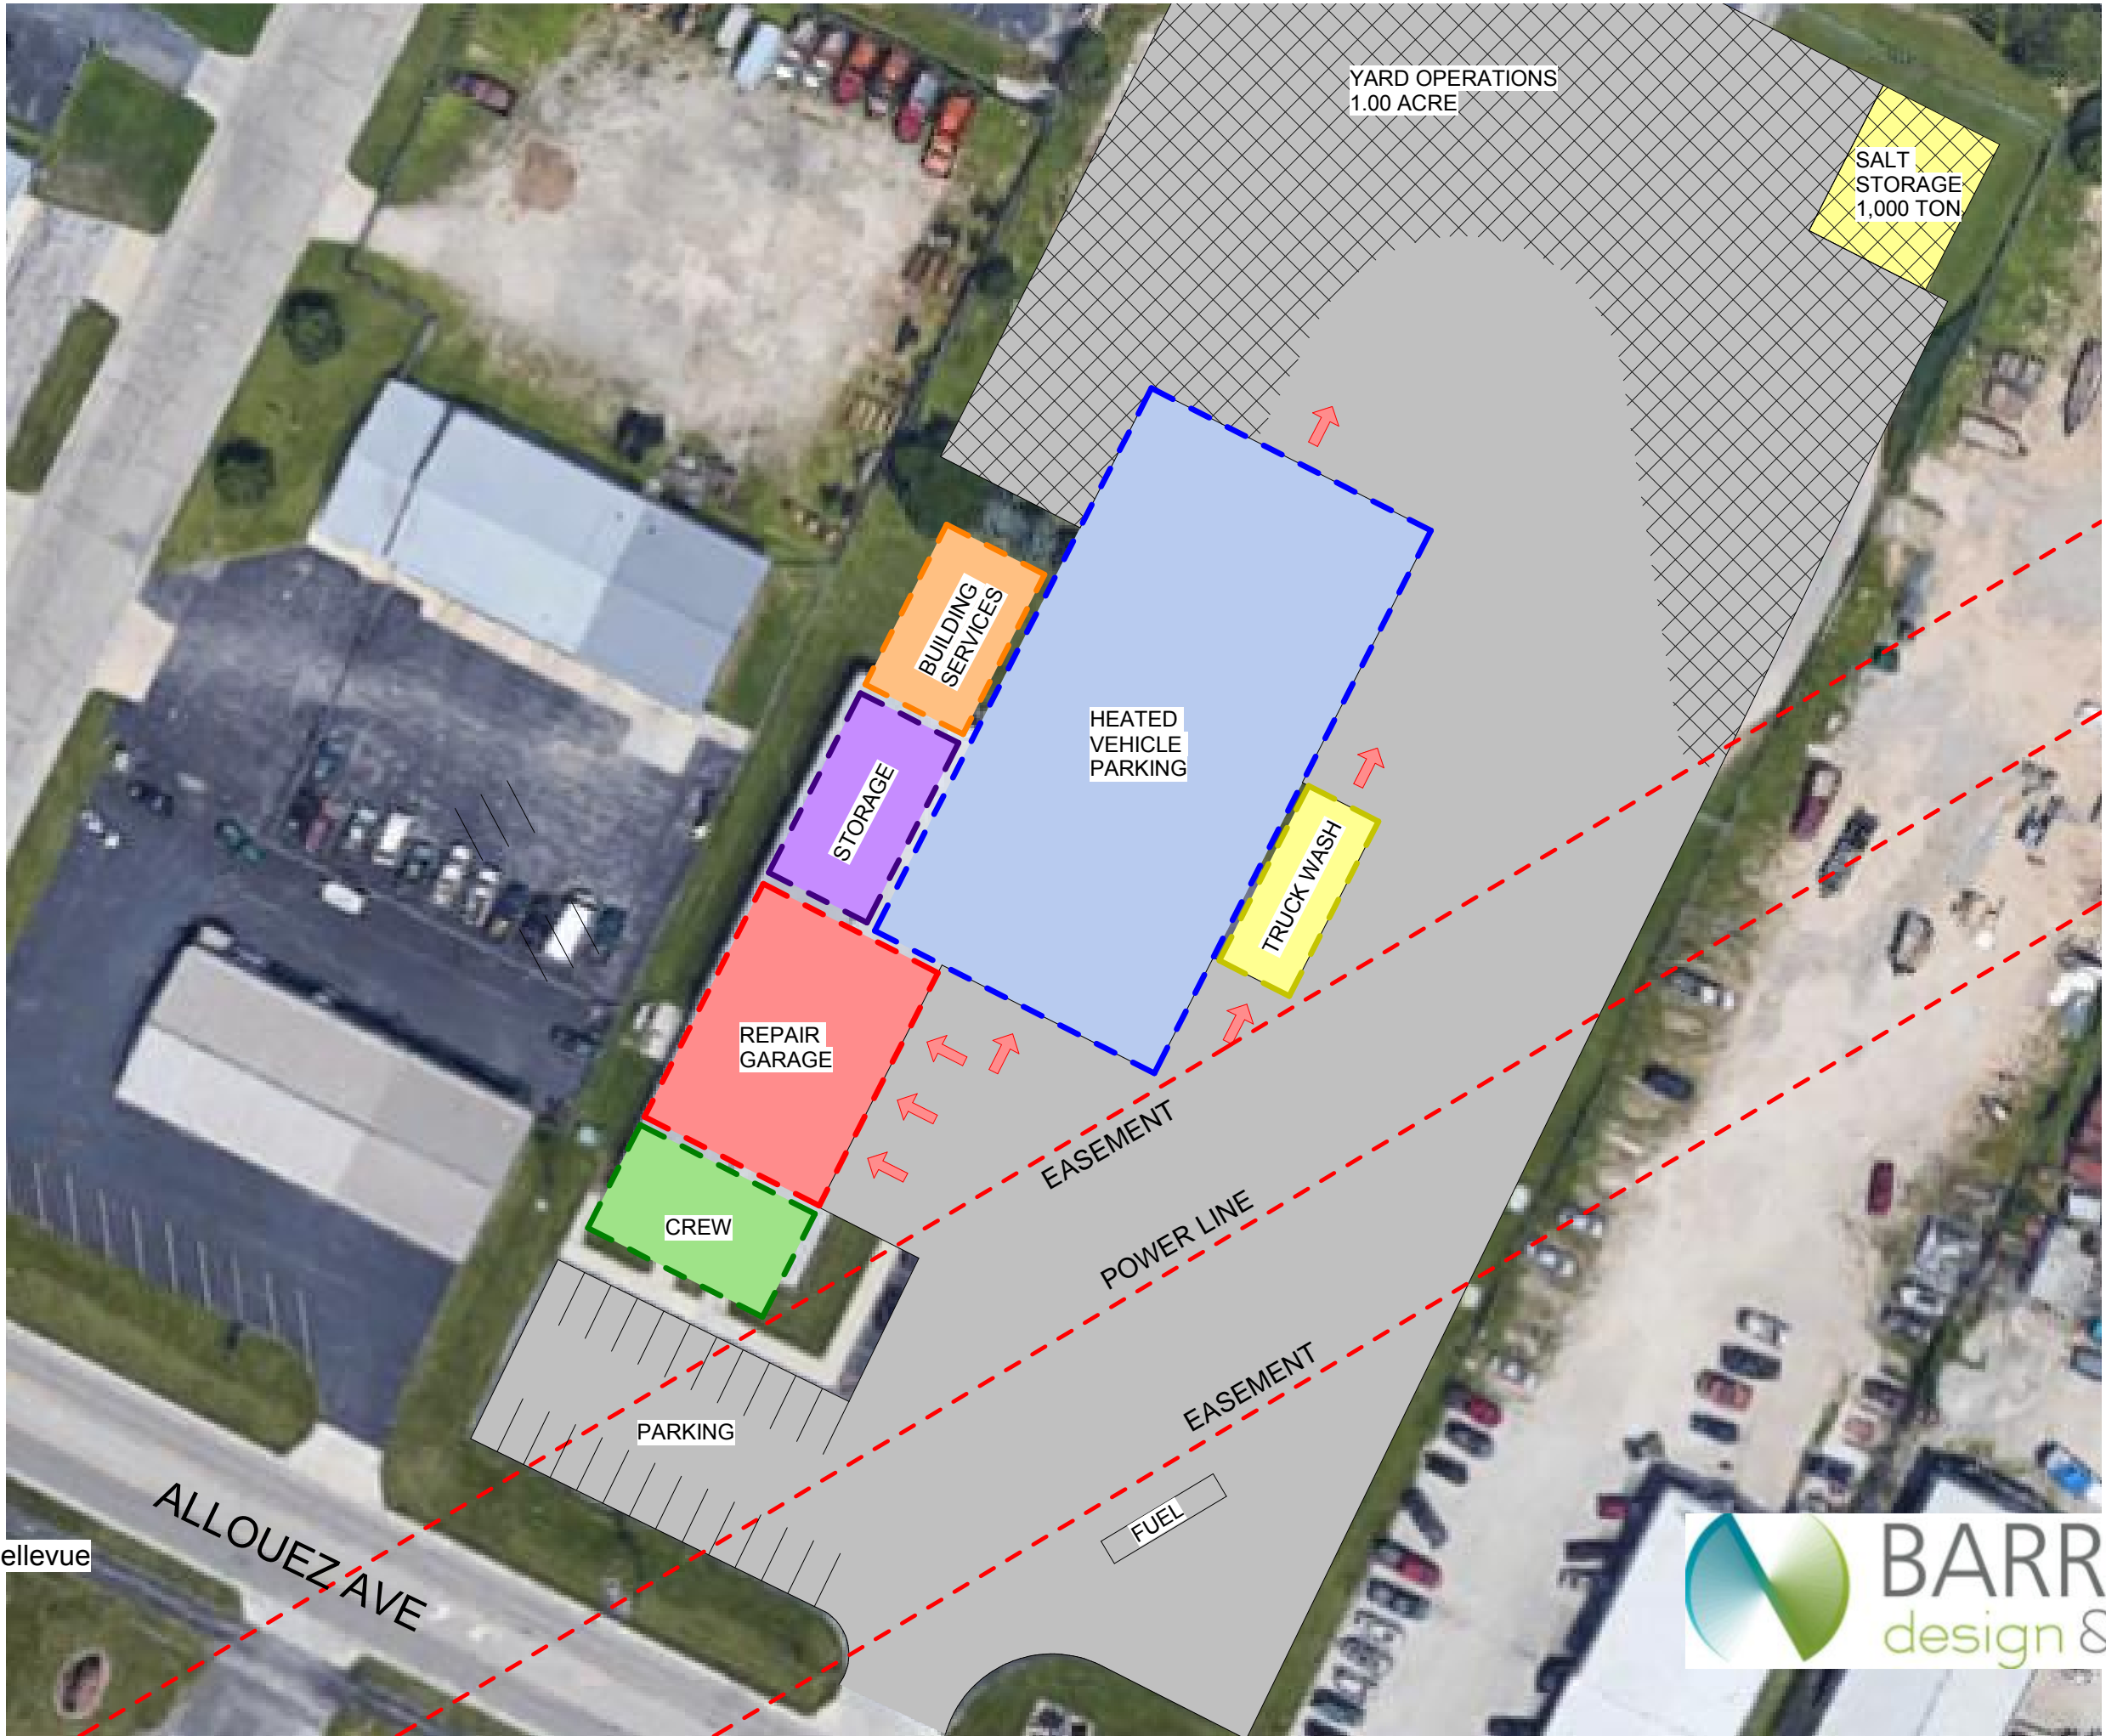 YARD OPERATIONS
1.00 ACRE
SALT
STORAGE
1,000 TON
BUILDING
SERVICES
HEATED
VEHICLE
PARKING
STORAGE
TRUCK WASH
REPAIR
GARAGE
EASEMENT
CREW
POWER LINE
EASEMENT
PARKING
FUEL
ALLOUEZ AVE
ellevue
BARR
design &